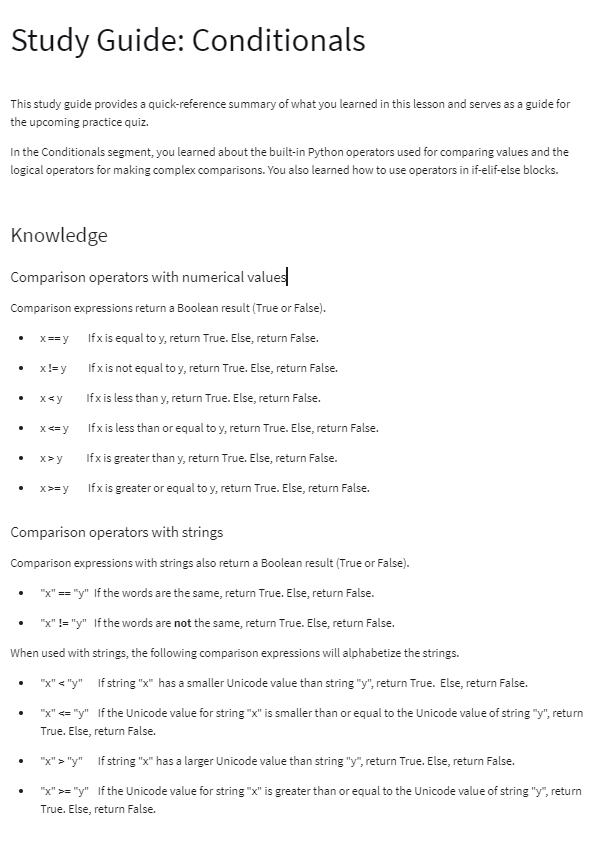 Study Guide: Conditionals
This study guide provides a quick-reference summary of what you learned in this lesson and serves as a guide for
the upcoming practice quiz.
In the Conditionals segment, you learned about the built-in Python operators used for comparing values and the
logical operators for making complex comparisons. You also learned how to use operators in if-elif-else blocks.
Knowledge
Comparison operators with numerical values
Comparison expressions return a Boolean result (True or False).
• x == y If x is equal to y, return True. Else, return False.
• x != y If x is not equal to y, return True. Else, return False.
• x < y If x is less than y, return True. Else, return False.
• x <= y If x is less than or equal to y, return True. Else, return False.
• x > y If x is greater than y, return True. Else, return False.
• x >= y If x is greater or equal to y, return True. Else, return False.
Comparison operators with strings
Comparison expressions with strings also return a Boolean result (True or False).
• "x" == "y" If the words are the same, return True. Else, return False.
• "x" != "y" If the words are not the same, return True. Else, return False.
When used with strings, the following comparison expressions will alphabetize the strings.
• "x" < "y" If string "x" has a smaller Unicode value than string "y", return True. Else, return False.
• "x" <= "y" If the Unicode value for string "x" is smaller than or equal to the Unicode value of string "y", return
True. Else, return False.
• "x" > "y" If string "x" has a larger Unicode value than string "y", return True. Else, return False.
• "x" >= "y" If the Unicode value for string "x" is greater than or equal to the Unicode value of string "y", return
True. Else, return False.